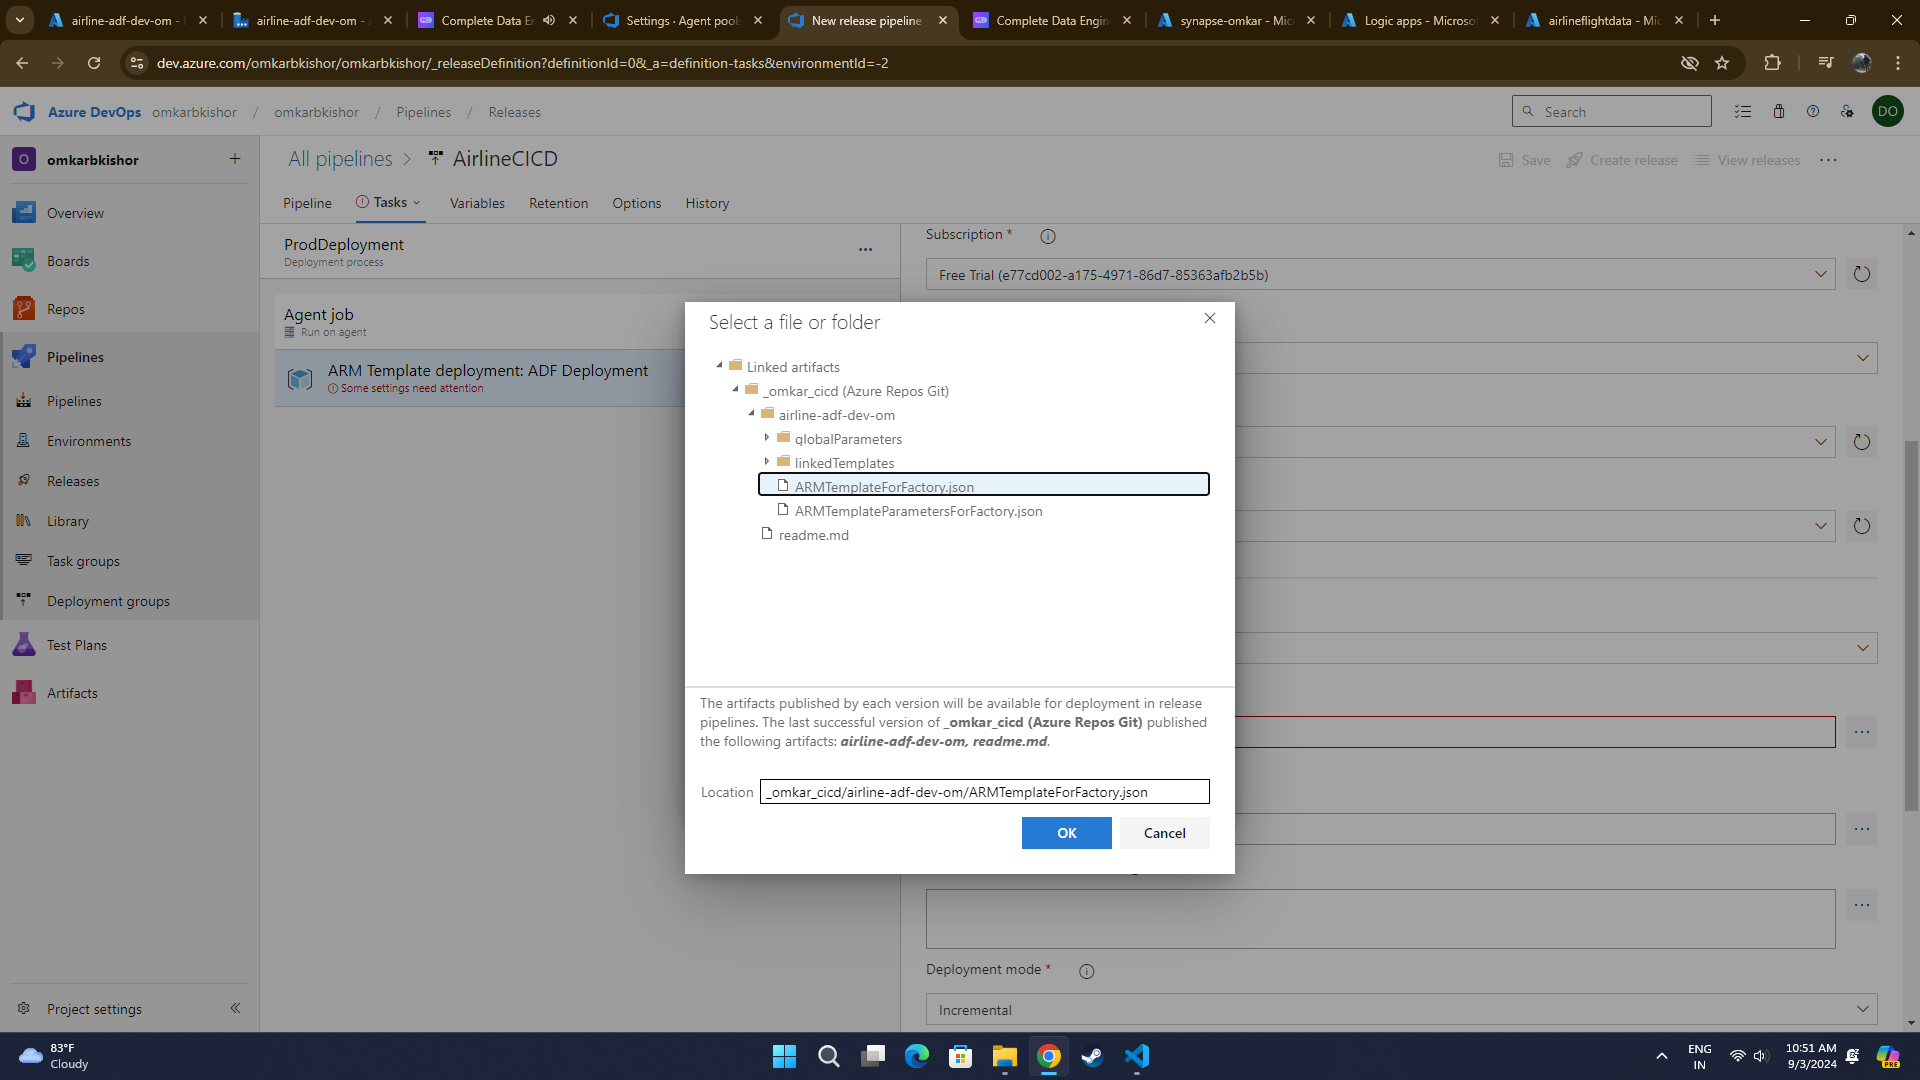 airline-adf-dev-om -
airline-adf-dev-om -
Complete Data En
Settings · Agent pools
New release pipeline
Complete Data Engin
synapse-omkar - Mic
Logic apps - Microsof
airlineflightdata - Mic
dev.azure.com/omkarbkishor/omkarbkishor/_releaseDefinition?definitionId=0&_a=definition-tasks&environmentId=-2
Azure DevOps omkarbkishor / omkarbkishor / Pipelines / Releases
Search
DO
O omkarbkishor +
All pipelines > AirlineCICD
Save Create release View releases ...
Pipeline Tasks Variables Retention Options History
Overview
Boards
Repos
Pipelines
Pipelines
Environments
Releases
Library
Task groups
Deployment groups
Test Plans
Artifacts
Project settings
ProdDeployment
Deployment process
Agent job
Run on agent
ARM Template deployment: ADF Deployment
Some settings need attention
Subscription *
Free Trial (e77cd002-a175-4971-86d7-85363afb2b5b)
Select a file or folder
Linked artifacts
_omkar_cicd (Azure Repos Git)
airline-adf-dev-om
globalParameters
linkedTemplates
ARMTemplateForFactory.json
ARMTemplateParametersForFactory.json
readme.md
The artifacts published by each version will be available for deployment in release
pipelines. The last successful version of _omkar_cicd (Azure Repos Git) published
the following artifacts: airline-adf-dev-om, readme.md.
Location _omkar_cicd/airline-adf-dev-om/ARMTemplateForFactory.json
OK Cancel
Deployment mode *
Incremental
83°F
Cloudy
ENG
IN
10:51 AM
9/3/2024
PRE